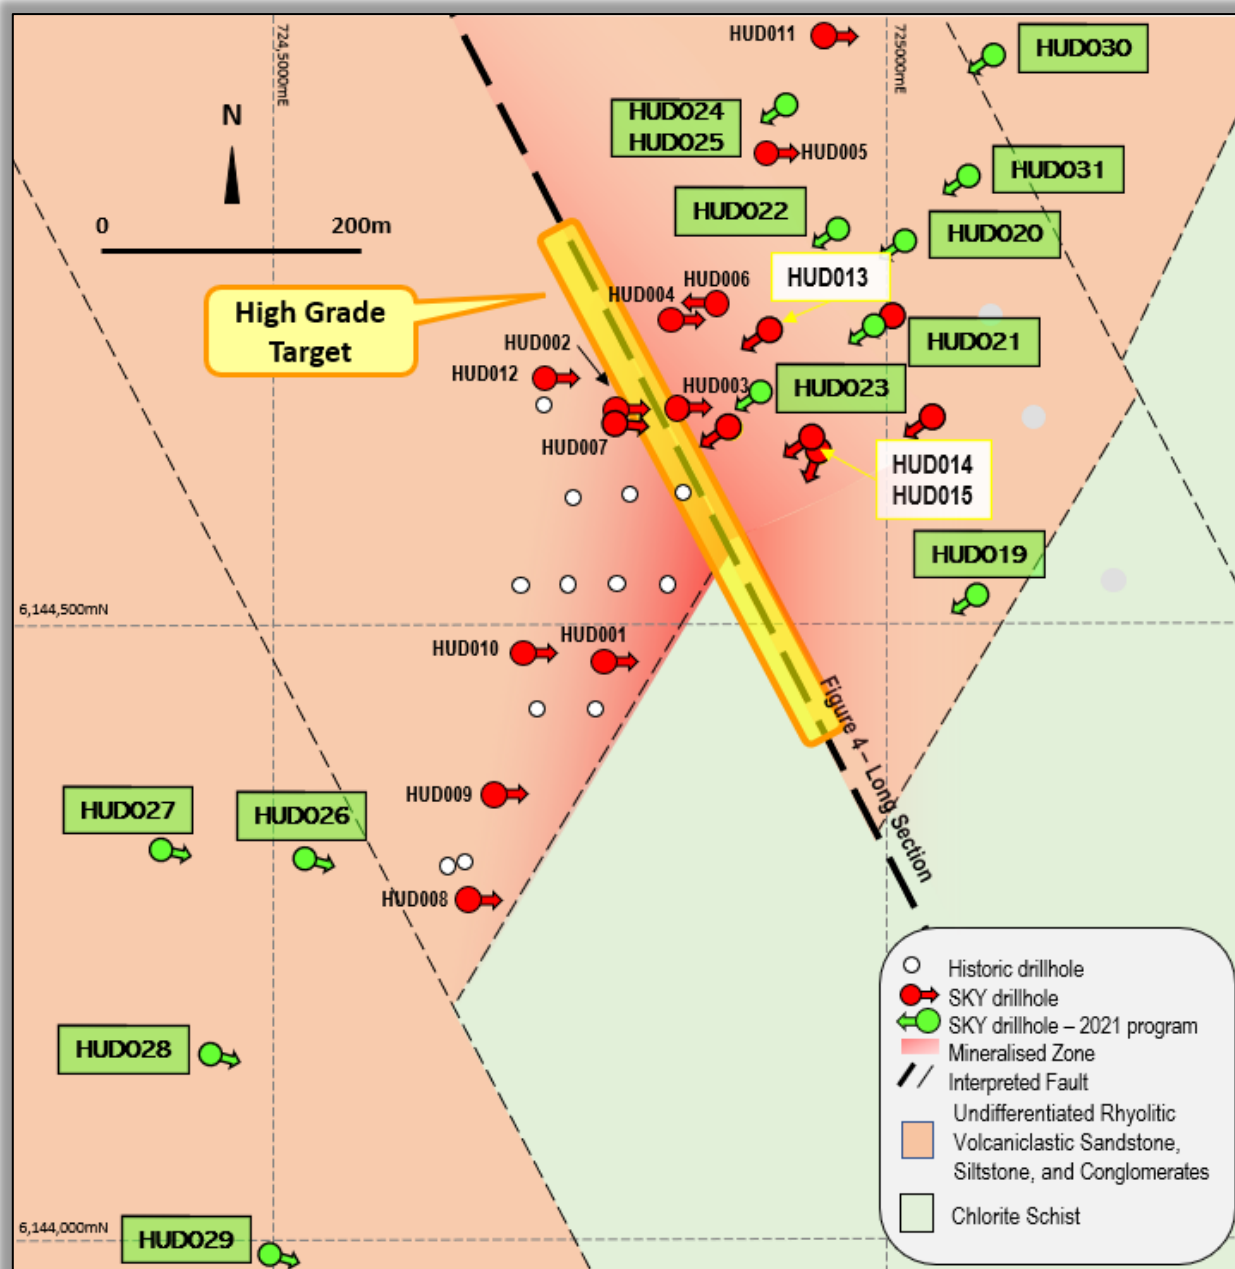 HUD011
724,5000mE
725000mE
HUD030
HUD024
HUD025
N
HUD005
HUD031
HUD022
HUD020
0
200m
HUD013
HUD006
HUD004
High Grade
Target
HUD002
HUD021
HUD012
HUD003
HUD023
HUD007
HUD014
HUD015
HUD019
6,144,500mN
HUD001
HUD010
Figure 4 – Long Section
HUD009
HUD027
HUD026
HUD008
Historic drillhole
SKY drillhole
SKY drillhole – 2021 program
HUD028
Mineralised Zone
Interpreted Fault
Undifferentiated Rhyolitic
Volcaniclastic Sandstone,
Siltstone, and Conglomerates
Chlorite Schist
6,144,000mN
HUD029